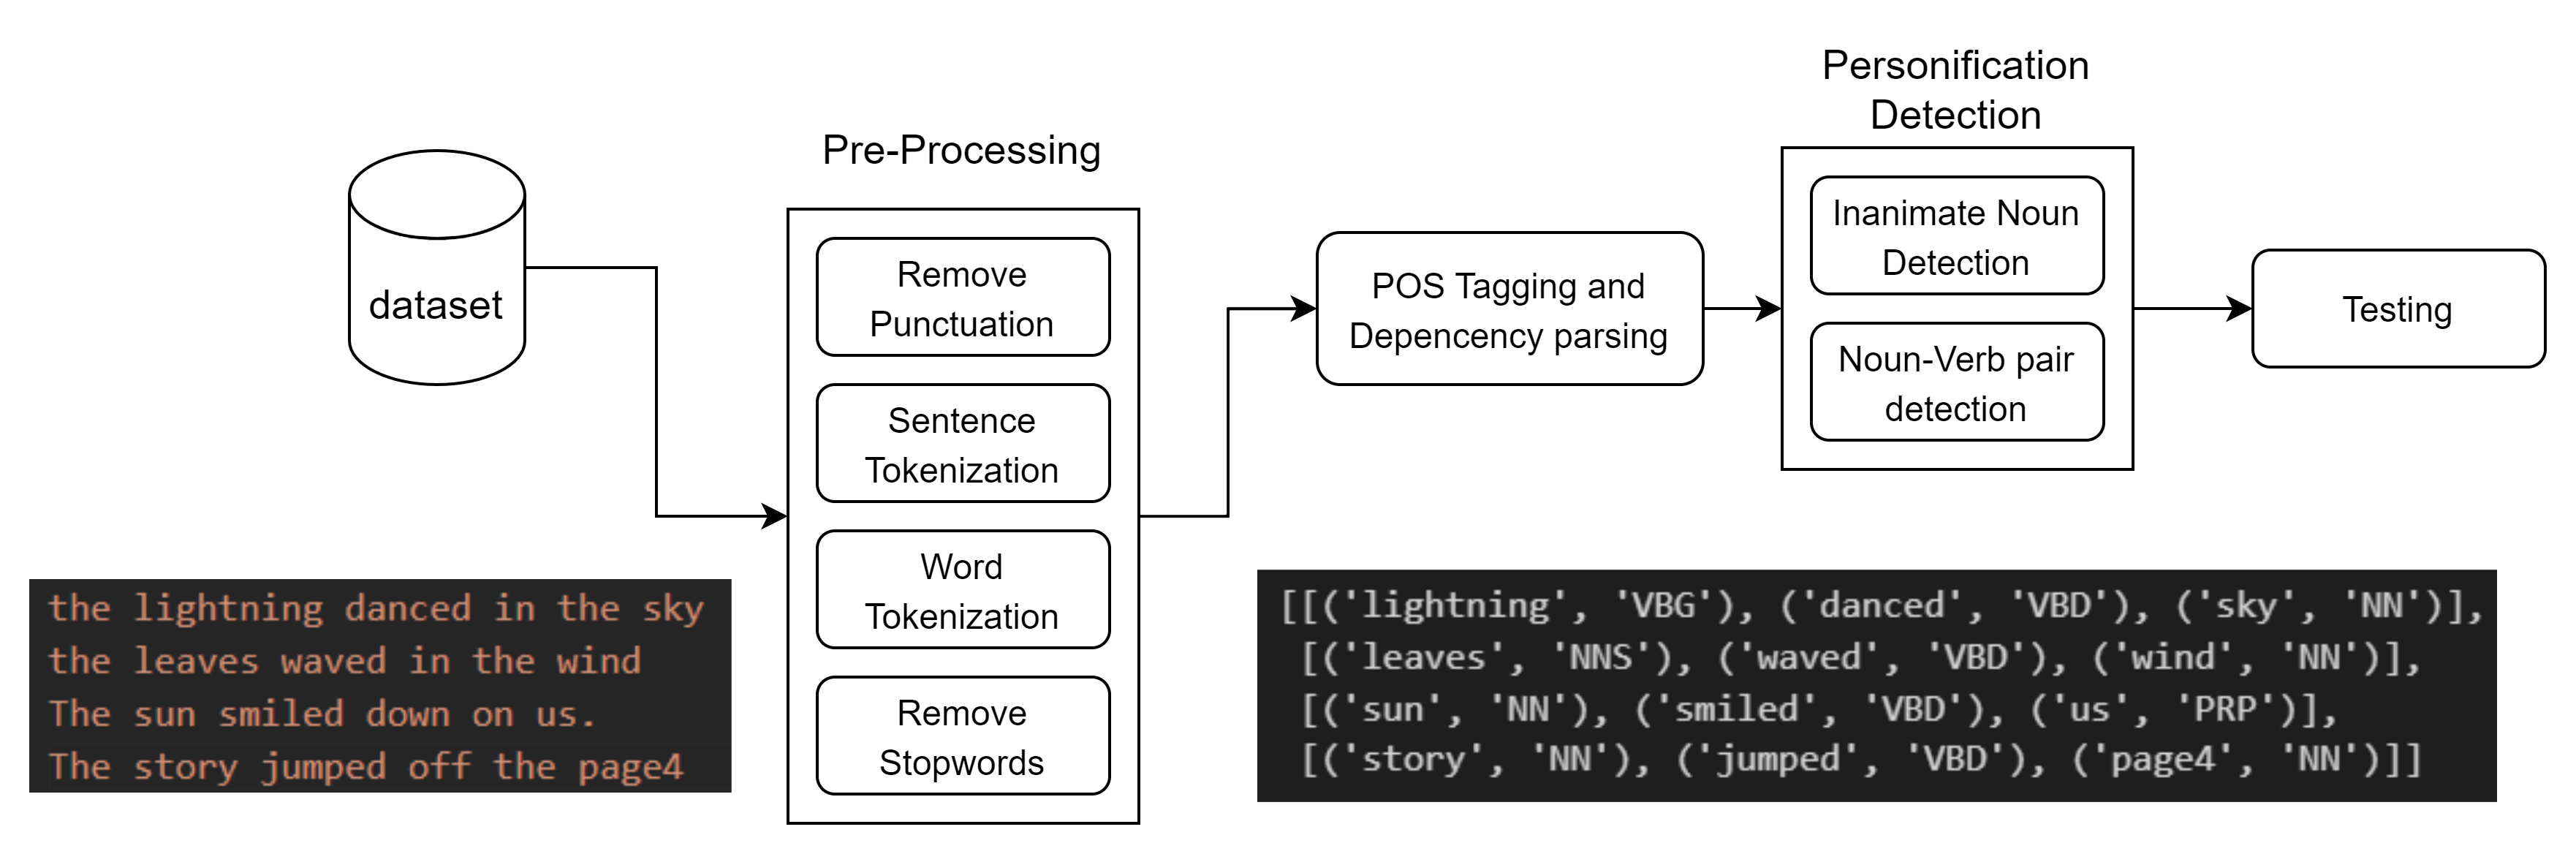 dataset
Pre-Processing
Remove
Punctuation
Sentence
Tokenization
Word
Tokenization
Remove
Stopwords
POS Tagging and
Depencency parsing
Personification
Detection
Inanimate Noun
Detection
Noun-Verb pair
detection
Testing
the lightning danced in the sky
the leaves waved in the wind
The sun smiled down on us.
The story jumped off the page4
[[('lightning', 'VBG'), ('danced', 'VBD'), ('sky', 'NN')],
[('leaves', 'NNS'), ('waved', 'VBD'), ('wind', 'NN')],
[('sun', 'NN'), ('smiled', 'VBD'), ('us', 'PRP')],
[('story', 'NN'), ('jumped', 'VBD'), ('page4', 'NN')]]